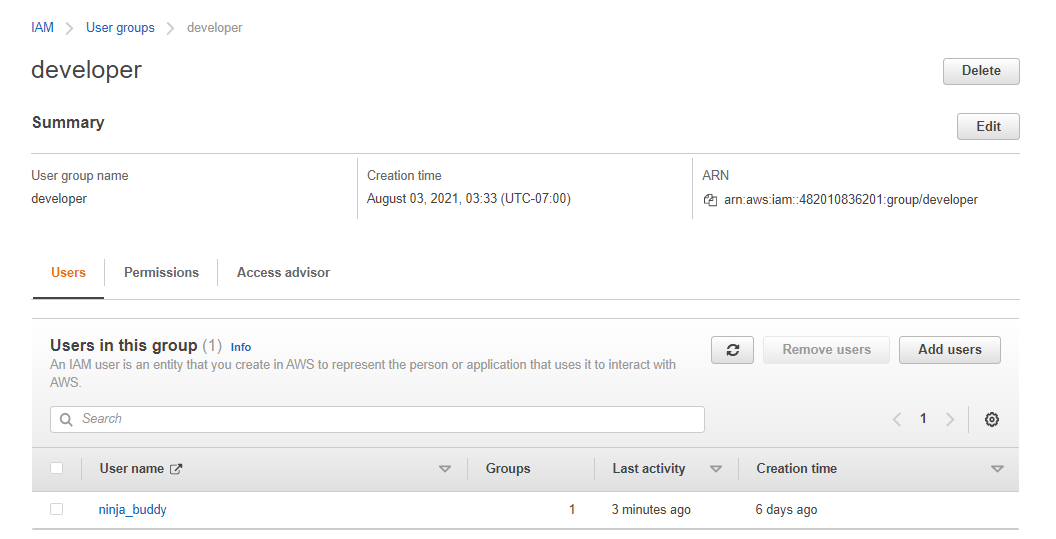 IAM > User groups > developer
developer
Delete
Summary
Edit
User group name
Creation time
ARN
developer
August 03, 2021, 03:33 (UTC-07:00)
arn:aws:iam::482010836201:group/developer
Users
Permissions
Access advisor
Users in this group (1) Info
An IAM user is an entity that you create in AWS to represent the person or application that uses it to interact with
AWS.
Remove users
Add users
Search
1
User name
Groups
Last activity
Creation time
ninja_buddy
1
3 minutes ago
6 days ago